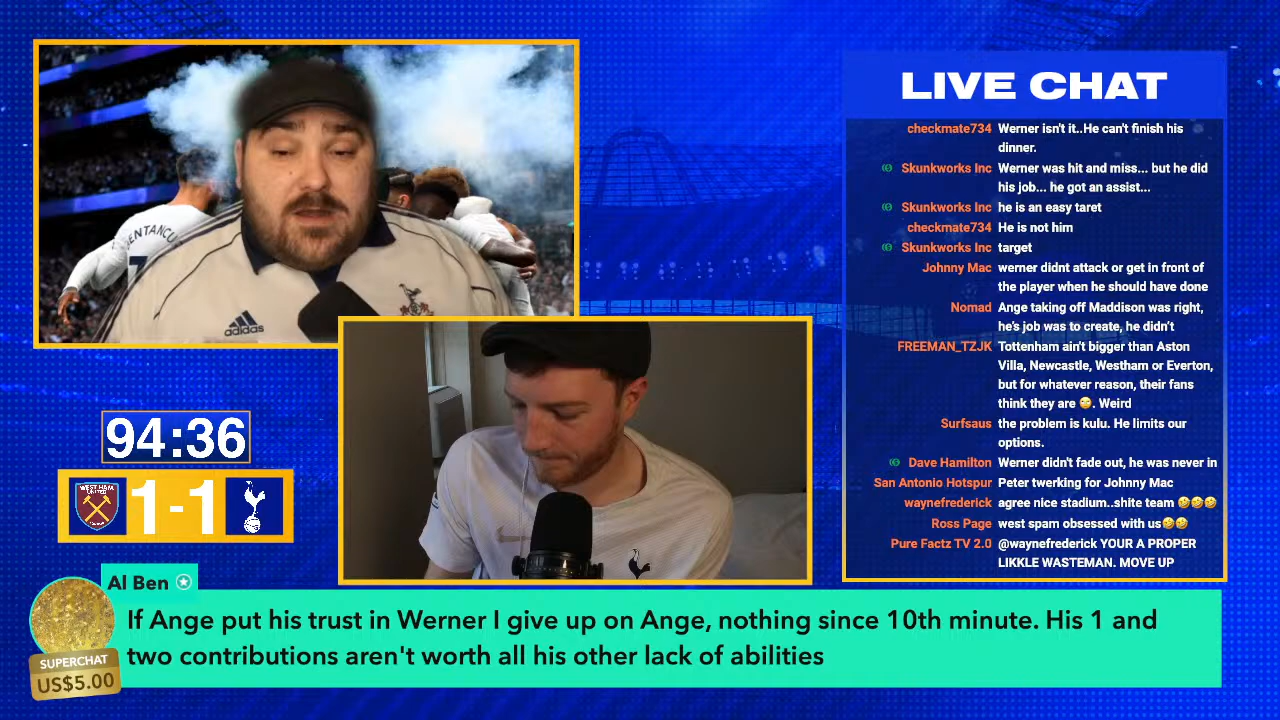 BENTANCU
adidas
94:36
WEST HAM
UNITED
1-1
LIVE CHAT
checkmate734 Werner isn't it..He can't finish his
dinner.
Skunkworks Inc Werner was hit and miss... but he did
his job... he got an assist...
Skunkworks Inc he is an easy taret
checkmate734 He is not him
Skunkworks Inc target
Johnny Mac werner didnt attack or get in front of
the player when he should have done
Nomad Ange taking off Maddison was right,
he's job was to create, he didn't
FREEMAN_TZJK Tottenham ain't bigger than Aston
Villa, Newcastle, Westham or Everton,
but for whatever reason, their fans
think they are 🙄. Weird
Surfsaus the problem is kulu. He limits our
options.
Dave Hamilton Werner didn't fade out, he was never in
San Antonio Hotspur Peter twerking for Johnny Mac
waynefrederick agree nice stadium..shite team 🤣🤣🤣
Ross Page west spam obsessed with us🤣🤣
Pure Factz TV 2.0 @waynefrederick YOUR A PROPER
LIKKLE WASTEMAN. MOVE UP
Al Ben
If Ange put his trust in Werner I give up on Ange, nothing since 10th minute. His 1 and
two contributions aren't worth all his other lack of abilities
SUPERCHAT
US$5.00